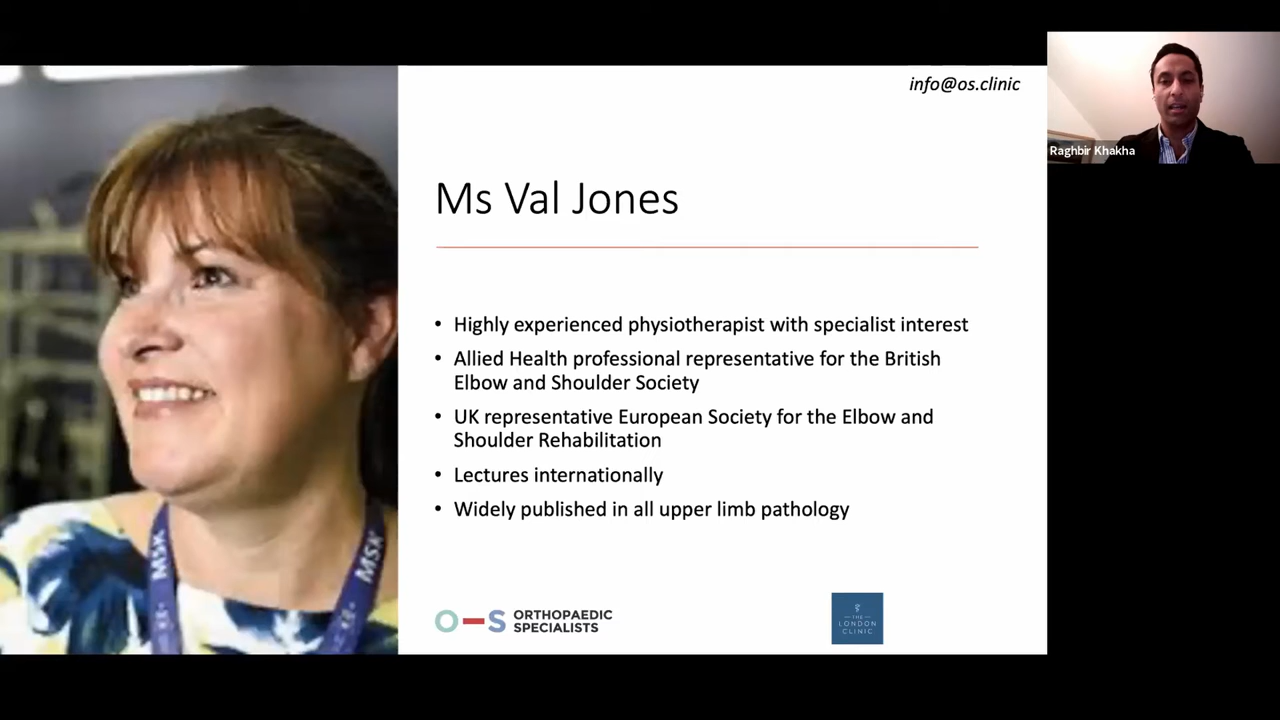 info@os.clinic
Raghbir Khakha
Ms Val Jones
• Highly experienced physiotherapist with specialist interest
• Allied Health professional representative for the British
Elbow and Shoulder Society
• UK representative European Society for the Elbow and
Shoulder Rehabilitation
• Lectures internationally
• Widely published in all upper limb pathology
MSK
MSK
O-S ORTHOPAEDIC
SPECIALISTS
THE
LONDON
CLINIC